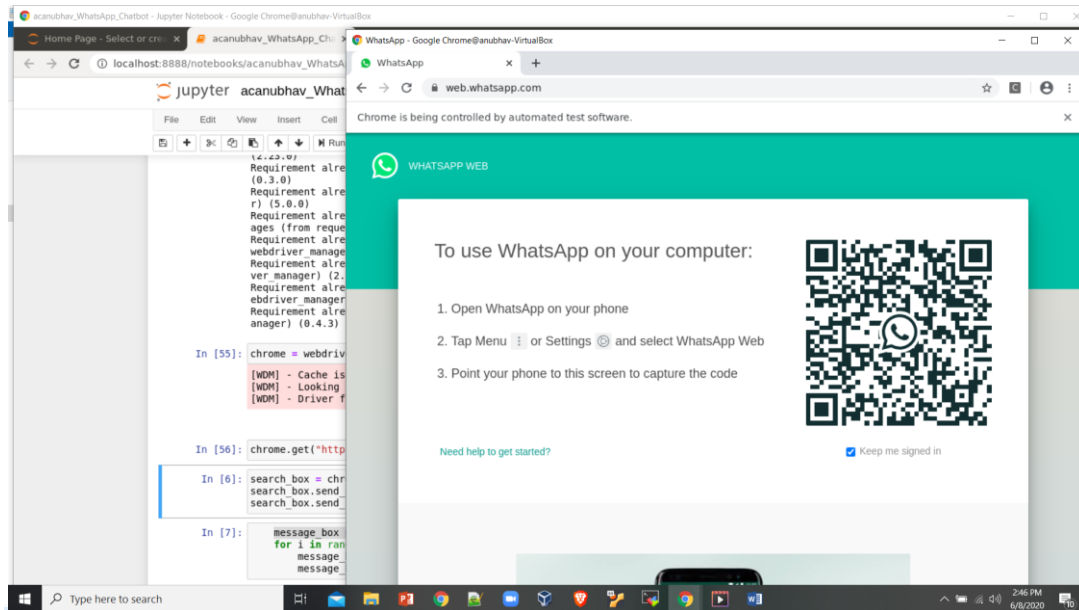 acanubhav_WhatsApp_Chatbot - Jupyter Notebook - Google Chrome@anubhav-VirtualBox
Home Page - Select or cre
acanubhav_WhatsApp_Cha
localhost:8888/notebooks/acanubhav_WhatsA
jupyter acanubhav_What
File Edit View Insert Cell
Run
(2.23.0)
Requirement alre
(0.3.0)
Requirement alre
r) (5.0.0)
Requirement alre
ages (from reque
Requirement alre
webdriver_manage
Requirement alre
ver_manager) (2.
Requirement alre
ebdriver_manager
Requirement alre
anager) (0.4.3)
In [55]: chrome = webdriv
[WDM] - Cache is
[WDM] - Looking
[WDM] - Driver f
In [56]: chrome.get("http
In [6]: search_box = chr
search_box.send_
search_box.send_
In [7]: message_box
for i in ran
message_
message_
WhatsApp - Google Chrome@anubhav-VirtualBox
WhatsApp
web.whatsapp.com
Chrome is being controlled by automated test software.
WHATSAPP WEB
To use WhatsApp on your computer:
1. Open WhatsApp on your phone
2. Tap Menu or Settings and select WhatsApp Web
3. Point your phone to this screen to capture the code
Need help to get started?
Keep me signed in
Type here to search
2:46 PM
6/8/2020
10